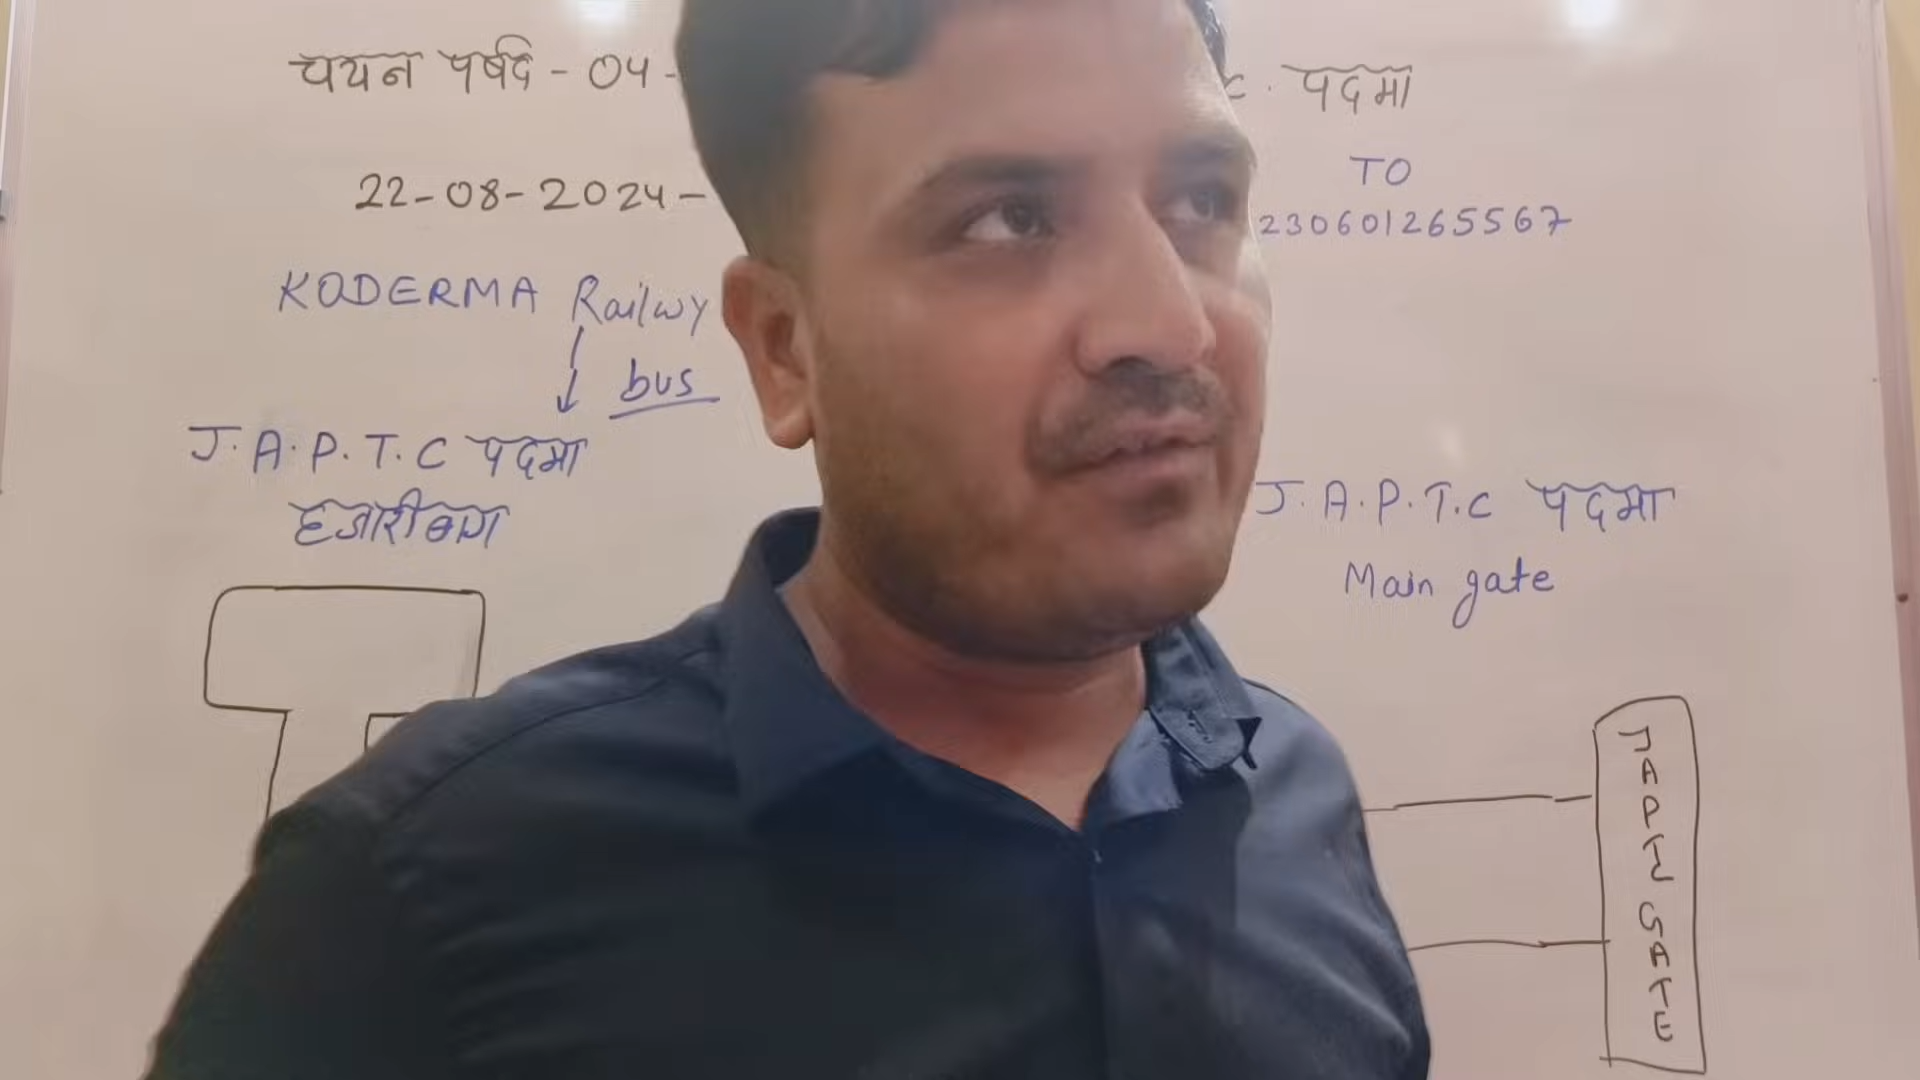 चयन पर्षद - 04 -
c. पदमा
22-08-2024-
TO
230601265567
KODERMA Railwy
bus
J.A.P.T.C पदमा
हजारीबाग
J.A.P.T.C पदमा
Main gate
MAIN GATE